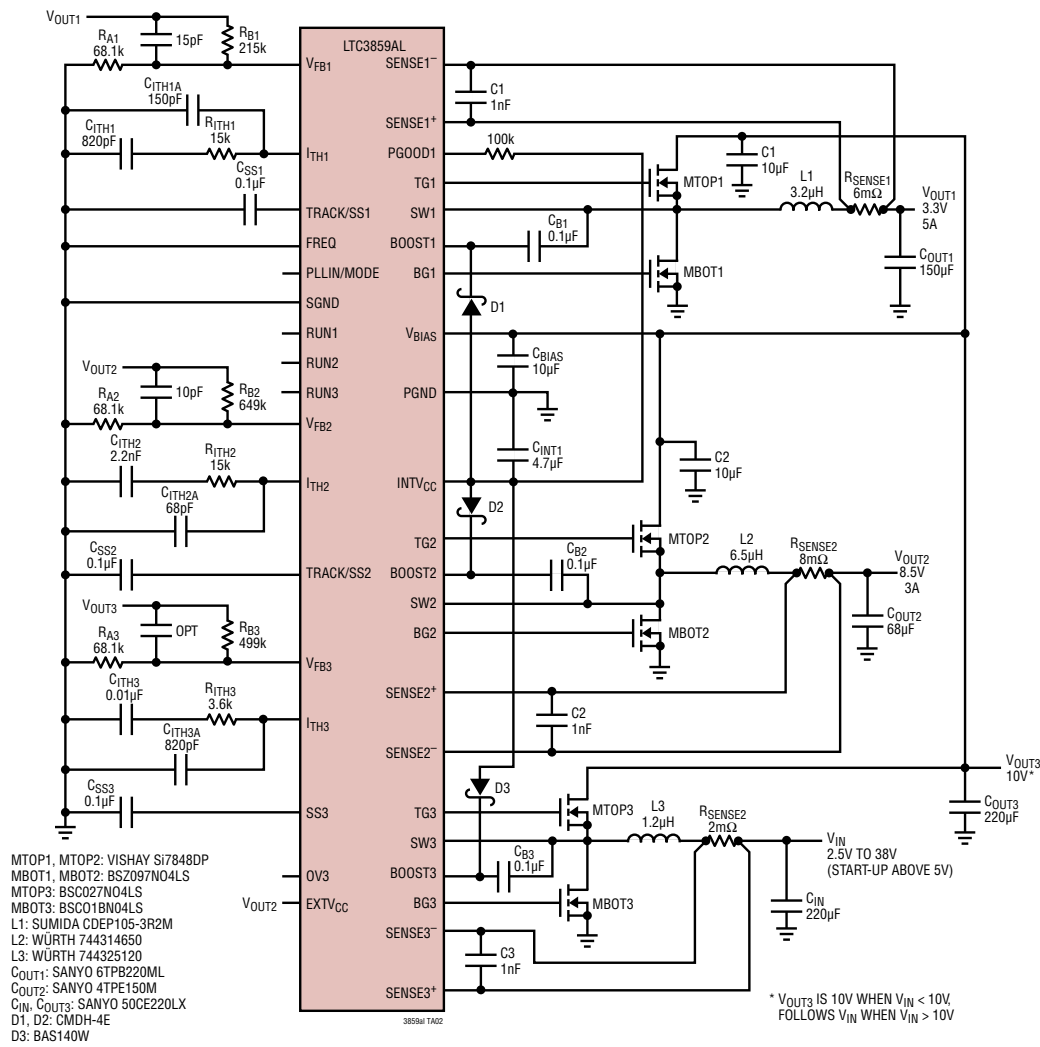 VOUT1
RA1
68.1k
15pF
RB1
215k
CITH1A
150pF
CITH1
820pF
RITH1
15k
CSS1
0.1µF
VOUT2
RA2
68.1k
10pF
RB2
649k
CITH2
2.2nF
RITH2
15k
CITH2A
68pF
CSS2
0.1µF
VOUT3
RA3
68.1k
OPT
RB3
499k
CITH3
0.01µF
RITH3
3.6k
CITH3A
820pF
CSS3
0.1µF
VOUT2
LTC3859AL
VFB1
ITH1
TRACK/SS1
FREQ
PLLIN/MODE
SGND
RUN1
RUN2
RUN3
VFB2
ITH2
TRACK/SS2
VFB3
ITH3
SS3
OV3
EXTVCC
SENSE1–
SENSE1+
PGOOD1
TG1
SW1
BOOST1
BG1
VBIAS
PGND
INTVCC
TG2
BOOST2
SW2
BG2
SENSE2+
SENSE2–
TG3
SW3
BOOST3
BG3
SENSE3–
SENSE3+
C1
1nF
100k
MTOP1
C1
10µF
L1
3.2µH
RSENSE1
6mΩ
VOUT1
3.3V
5A
CB1
0.1µF
MBOT1
COUT1
150µF
D1
CBIAS
10µF
CINT1
4.7µF
C2
10µF
D2
MTOP2
L2
6.5µH
RSENSE2
8mΩ
VOUT2
8.5V
3A
CB2
0.1µF
MBOT2
COUT2
68µF
C2
1nF
VOUT3
10V*
D3
MTOP3
L3
1.2µH
RSENSE2
2mΩ
COUT3
220µF
VIN
2.5V TO 38V
(START-UP ABOVE 5V)
CB3
0.1µF
MBOT3
CIN
220µF
C3
1nF
MTOP1, MTOP2: VISHAY Si7848DP
MBOT1, MBOT2: BSZ097NO4LS
MTOP3: BSC027NO4LS
MBOT3: BSCO1BN04LS
L1: SUMIDA CDEP105-3R2M
L2: WÜRTH 744314650
L3: WÜRTH 744325120
COUT1: SANYO 6TPB220ML
COUT2: SANYO 4TPE150M
CIN, COUT3: SANYO 50CE220LX
D1, D2: CMDH-4E
D3: BAS140W
3859al TA02
* VOUT3 IS 10V WHEN VIN < 10V,
FOLLOWS VIN WHEN VIN > 10V